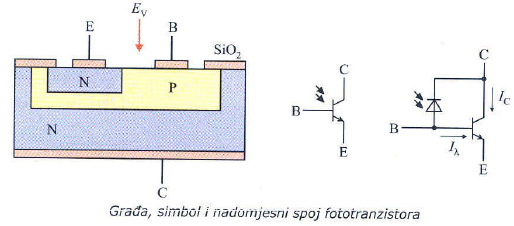 E_V
E
B
SiO₂
N
P
N
C
C
B
E
C
I_C
B
I_λ
E
Građa, simbol i nadomjesni spoj fototranzistora